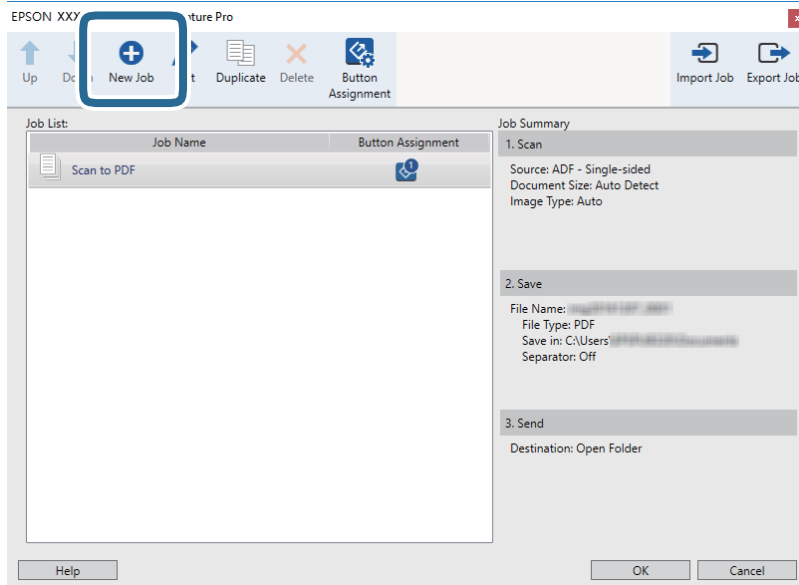 EPSON XXX ture Pro
Up
New Job
Duplicate
Delete
Button
Assignment
Import Job
Export Job
Job List:
Job Name
Button Assignment
Scan to PDF
1
Job Summary
1. Scan
Source: ADF - Single-sided
Document Size: Auto Detect
Image Type: Auto
2. Save
File Name:
File Type: PDF
Save in: C:\Users\
Separator: Off
3. Send
Destination: Open Folder
Help
OK
Cancel